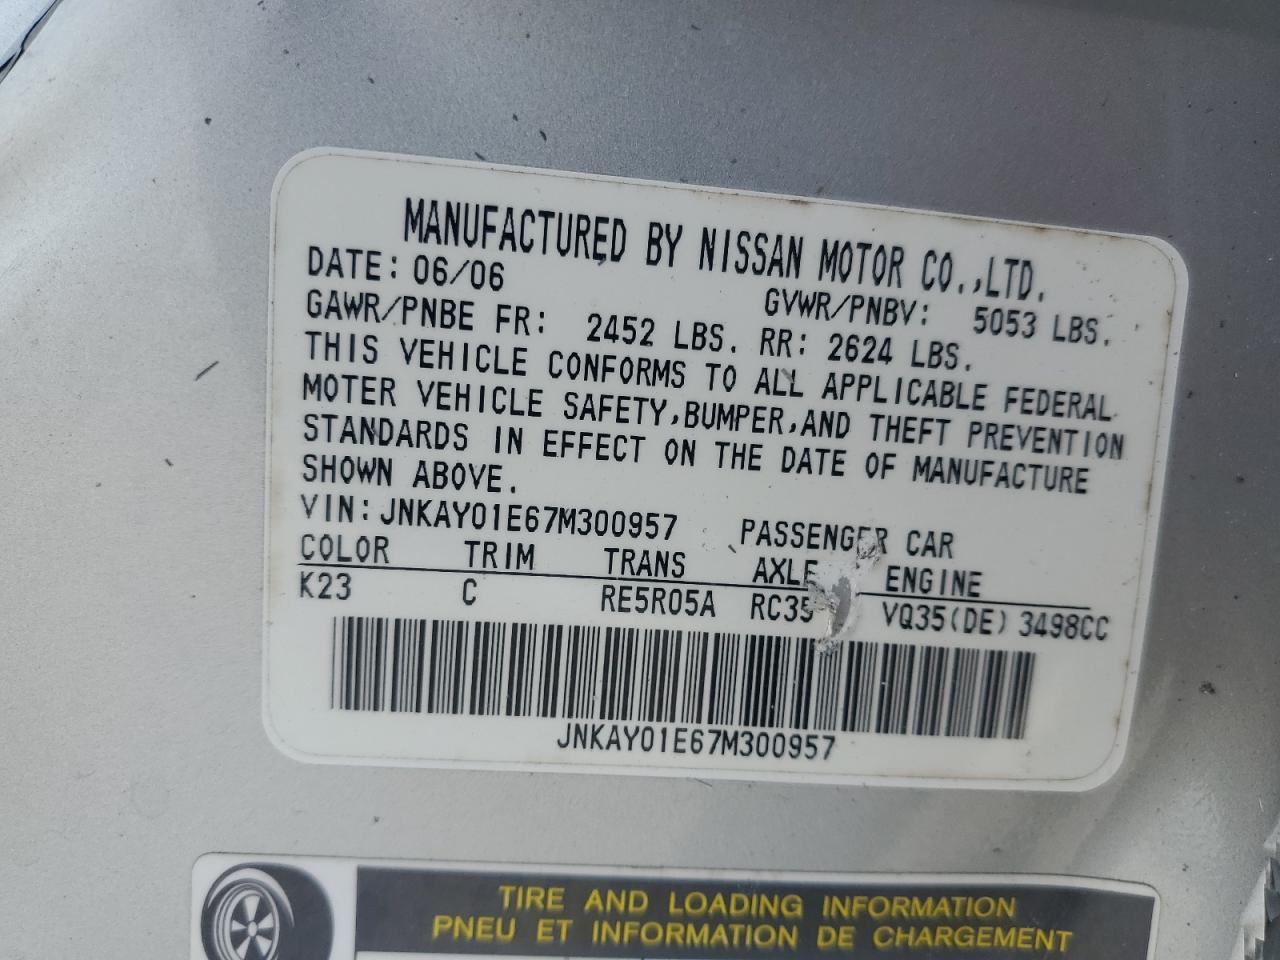 MANUFACTURED BY NISSAN MOTOR CO.,LTD.
DATE: 06/06 GVWR/PNBV: 5053 LBS.
GAWR/PNBE FR: 2452 LBS. RR: 2624 LBS.
THIS VEHICLE CONFORMS TO ALL APPLICABLE FEDERAL
MOTER VEHICLE SAFETY,BUMPER,AND THEFT PREVENTION
STANDARDS IN EFFECT ON THE DATE OF MANUFACTURE
SHOWN ABOVE.
VIN:JNKAY01E67M300957 PASSENGER CAR
COLOR TRIM TRANS AXLE ENGINE
K23 C RE5R05A RC35 VQ35(DE) 3498CC
JNKAY01E67M300957
TIRE AND LOADING INFORMATION
PNEU ET INFORMATION DE CHARGEMENT